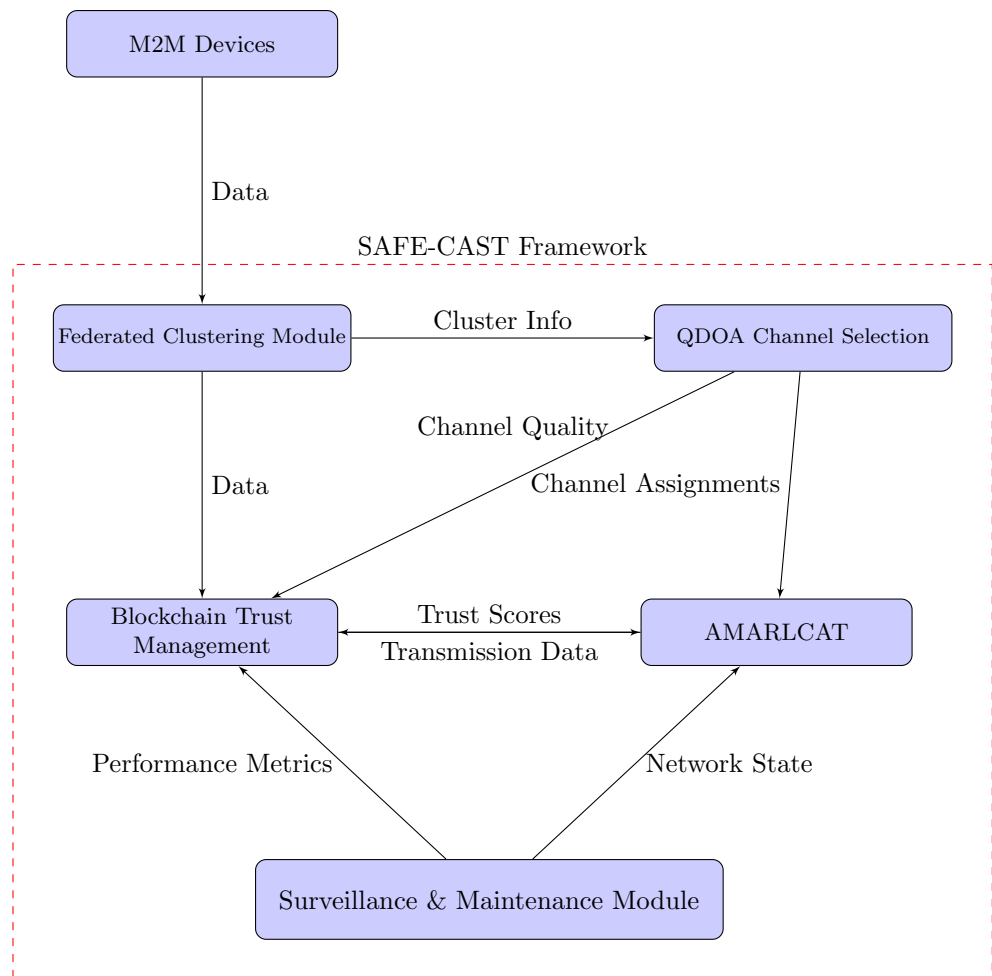 M2M Devices
Data
SAFE-CAST Framework
Federated Clustering Module
Cluster Info
QDOA Channel Selection
Channel Quality
Channel Assignments
Data
Blockchain Trust
Management
Trust Scores
Transmission Data
AMARLCAT
Performance Metrics
Network State
Surveillance & Maintenance Module